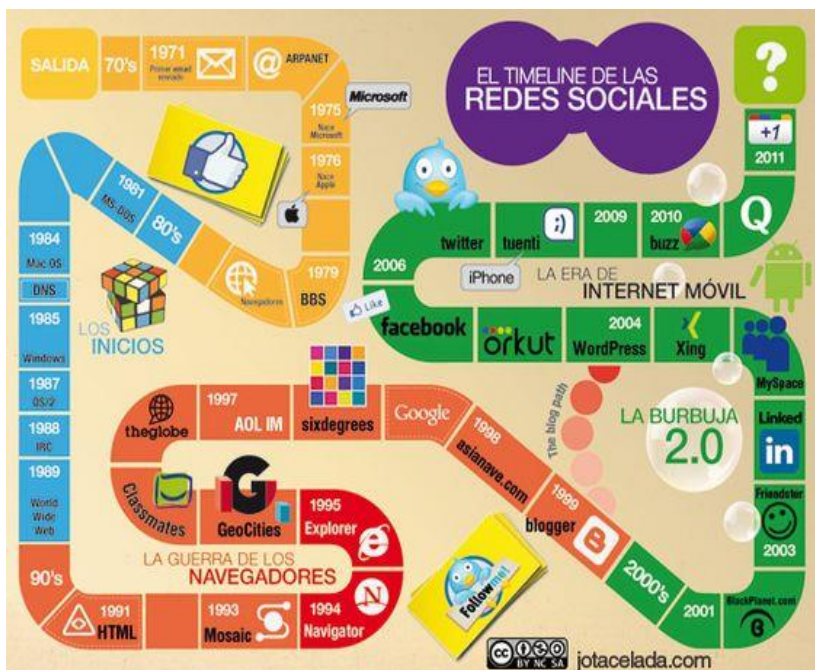 EL TIMELINE DE LAS
REDES SOCIALES
SALIDA
70's
1971
Primer email
enviado
@
ARPANET
Microsoft
1975
Nace
Microsoft
1976
Nace
Apple
1979
BBS
Navegadores
80's
1981
MS-DOS
LOS
INICIOS
1984
Mac OS
DNS
1985
Windows
1987
OS/2
1988
IRC
1989
World
Wide
Web
90's
1991
HTML
1993
Mosaic
1994
Navigator
N
1995
Explorer
e
LA GUERRA DE LOS
NAVEGADORES
G
GeoCities
Classmates
theglobe
1997
AOL IM
sixdegrees
Google
1998
asianave.com
1999
blogger
B
The blog path
Followme!
2000's
2001
BlackPlanet.com
2003
Friendster
Linked
in
MySpace
LA BURBUJA
2.0
Xing
2004
WordPress
orkut
facebook
Like
2006
twitter
tuenti
;)
iPhone
LA ERA DE
INTERNET MÓVIL
2009
2010
buzz
Q
2011
+1
?
CC
BY NC SA
jotacelada.com